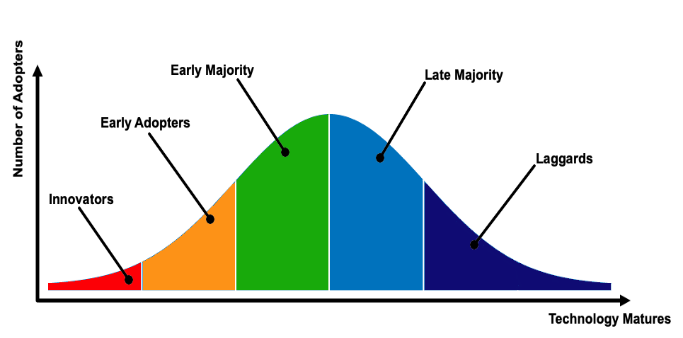 Number of Adopters
Early Majority
Late Majority
Early Adopters
Laggards
Innovators
Technology Matures